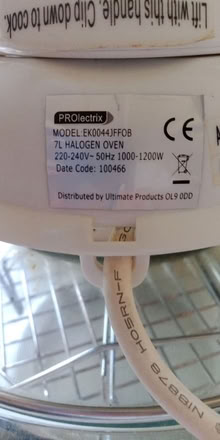 Lift with this handle. Clip down to cook.
PROlectrix
MODEL:EK0044JFFOB
7L HALOGEN OVEN
220-240V~ 50Hz 1000-1200W
Date Code: 100466
CE
Distributed by Ultimate Products OL9 0DD
N188978 H05RN-F